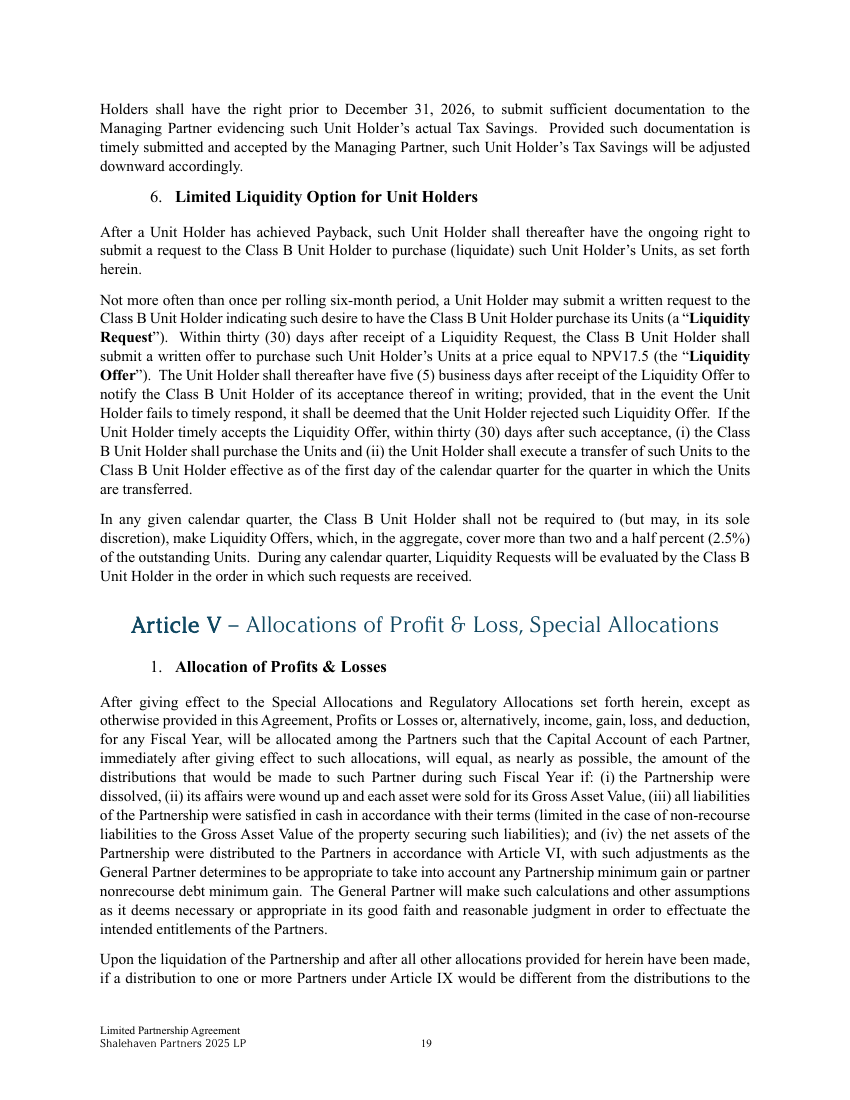 Holders shall have the right prior to December 31, 2026, to submit sufficient documentation to the
Managing Partner evidencing such Unit Holder’s actual Tax Savings.  Provided such documentation is
timely submitted and accepted by the Managing Partner, such Unit Holder’s Tax Savings will be adjusted
downward accordingly.
6. Limited Liquidity Option for Unit Holders
After a Unit Holder has achieved Payback, such Unit Holder shall thereafter have the ongoing right to
submit a request to the Class B Unit Holder to purchase (liquidate) such Unit Holder’s Units, as set forth
herein.
Not more often than once per rolling six-month period, a Unit Holder may submit a written request to the
Class B Unit Holder indicating such desire to have the Class B Unit Holder purchase its Units (a “Liquidity
Request”).  Within thirty (30) days after receipt of a Liquidity Request, the Class B Unit Holder shall
submit a written offer to purchase such Unit Holder’s Units at a price equal to NPV17.5 (the “Liquidity
Offer”).  The Unit Holder shall thereafter have five (5) business days after receipt of the Liquidity Offer to
notify the Class B Unit Holder of its acceptance thereof in writing; provided, that in the event the Unit
Holder fails to timely respond, it shall be deemed that the Unit Holder rejected such Liquidity Offer.  If the
Unit Holder timely accepts the Liquidity Offer, within thirty (30) days after such acceptance, (i) the Class
B Unit Holder shall purchase the Units and (ii) the Unit Holder shall execute a transfer of such Units to the
Class B Unit Holder effective as of the first day of the calendar quarter for the quarter in which the Units
are transferred.
In any given calendar quarter, the Class B Unit Holder shall not be required to (but may, in its sole
discretion), make Liquidity Offers, which, in the aggregate, cover more than two and a half percent (2.5%)
of the outstanding Units.  During any calendar quarter, Liquidity Requests will be evaluated by the Class B
Unit Holder in the order in which such requests are received.
Article V – Allocations of Profit & Loss, Special Allocations
1. Allocation of Profits & Losses
After giving effect to the Special Allocations and Regulatory Allocations set forth herein, except as
otherwise provided in this Agreement, Profits or Losses or, alternatively, income, gain, loss, and deduction,
for any Fiscal Year, will be allocated among the Partners such that the Capital Account of each Partner,
immediately after giving effect to such allocations, will equal, as nearly as possible, the amount of the
distributions that would be made to such Partner during such Fiscal Year if: (i) the Partnership were
dissolved, (ii) its affairs were wound up and each asset were sold for its Gross Asset Value, (iii) all liabilities
of the Partnership were satisfied in cash in accordance with their terms (limited in the case of non-recourse
liabilities to the Gross Asset Value of the property securing such liabilities); and (iv) the net assets of the
Partnership were distributed to the Partners in accordance with Article VI, with such adjustments as the
General Partner determines to be appropriate to take into account any Partnership minimum gain or partner
nonrecourse debt minimum gain.  The General Partner will make such calculations and other assumptions
as it deems necessary or appropriate in its good faith and reasonable judgment in order to effectuate the
intended entitlements of the Partners.
Upon the liquidation of the Partnership and after all other allocations provided for herein have been made,
if a distribution to one or more Partners under Article IX would be different from the distributions to the
Limited Partnership Agreement
Shalehaven Partners 2025 LP 19